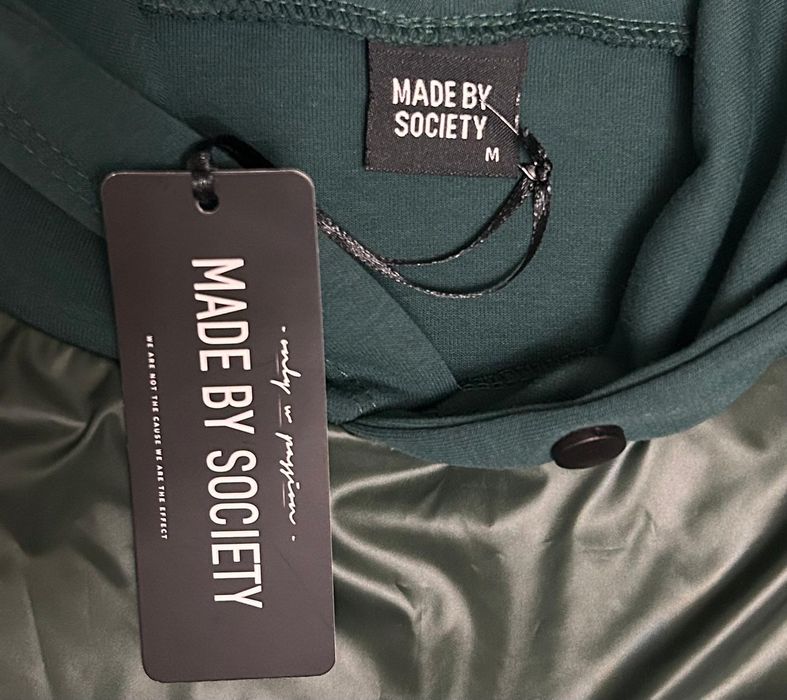 MADE BY
SOCIETY
M
MADE BY SOCIETY
WE ARE NOT THE CAUSE WE ARE THE EFFECT